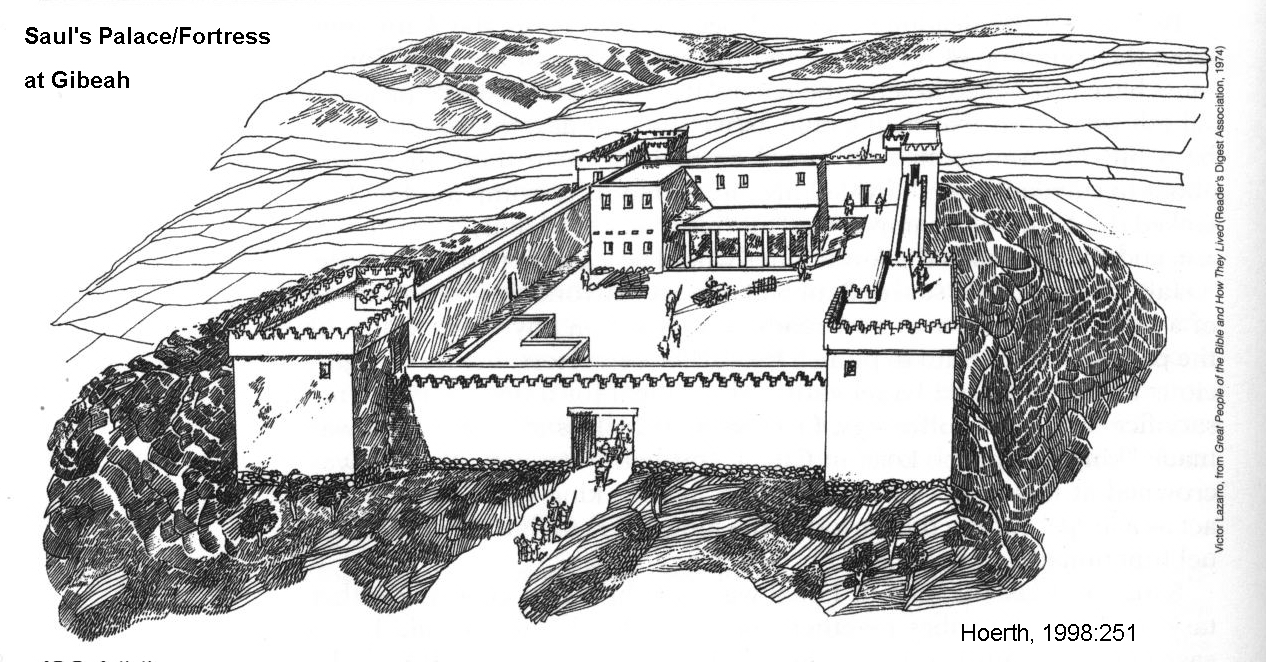 Saul's Palace/Fortress
at Gibeah
Victor Lazarro, from Great People of the Bible and How They Lived (Reader's Digest Association, 1974)
Hoerth, 1998:251